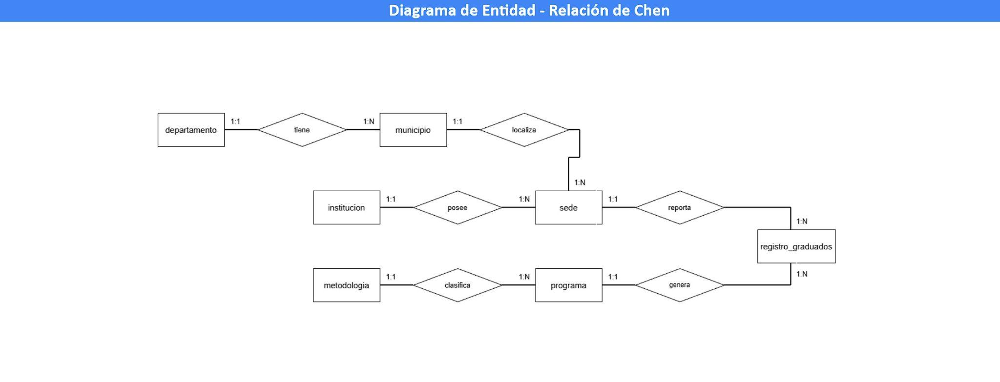 Diagrama de Entidad - Relación de Chen
departamento
1:1
tiene
1:N
municipio
1:1
localiza
1:N
institucion
1:1
posee
1:N
sede
1:1
reporta
1:N
registro_graduados
1:N
metodologia
1:1
clasifica
1:N
programa
1:1
genera